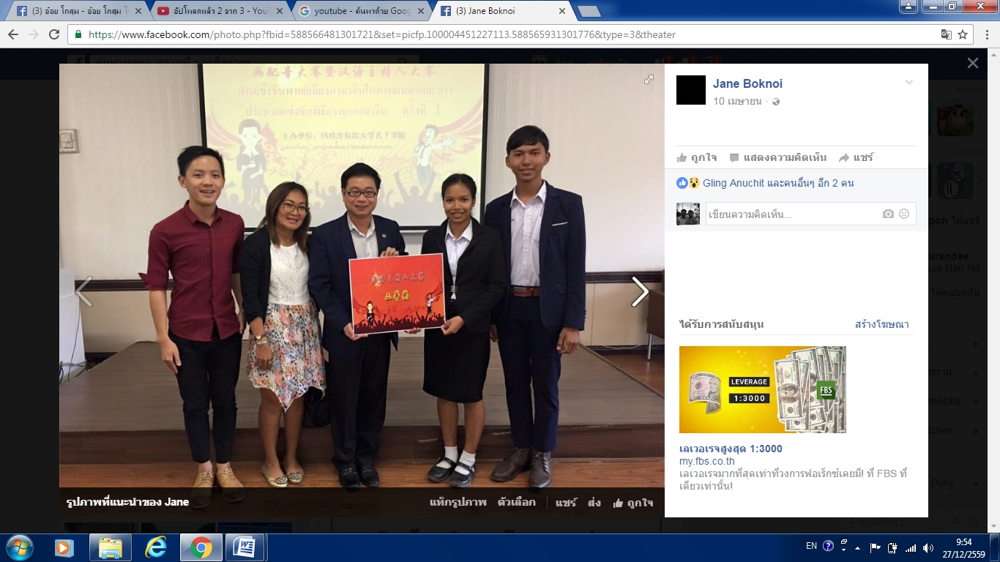 (3) อ๋อย โกสุม - อ๋อย โกสุม
อัปโหลดแล้ว 2 จาก 3 - YouT
youtube - ค้นหาด้วย Goog
(3) Jane Boknoi
https://www.facebook.com/photo.php?fbid=588566481301721&set=picfp.100004451227113.588565931301776&type=3&theater
画配音大赛暨汉语主持人大赛
การแข่งขันพากย์เสียงภาษาจีนในภาพยนตร์และการ
ประกวดแข่งขันพิธีกรทูตภาษาจีน ครั้งที่ 1
主办单位：玛哈沙拉坎大学孔子学院
汉语主持人大赛
二等奖
Jane Boknoi
10 เมษายน ·
ถูกใจ แสดงความคิดเห็น แชร์
Gling Anuchit และคนอื่นๆ อีก 2 คน
เขียนความคิดเห็น...
ได้รับการสนับสนุน สร้างโฆษณา
LEVERAGE
1:3000
FBS
เลเวอเรจสูงสุด 1:3000
my.fbs.co.th
เลเวอเรจมากที่สุดเท่าที่วงการฟอเร็กซ์เคยมี! ที่ FBS ที่
เดียวเท่านั้น!
รูปภาพที่แนะนำของ Jane
แท็กรูปภาพ ตัวเลือก แชร์ ส่ง ถูกใจ
EN
9:54
27/12/2559